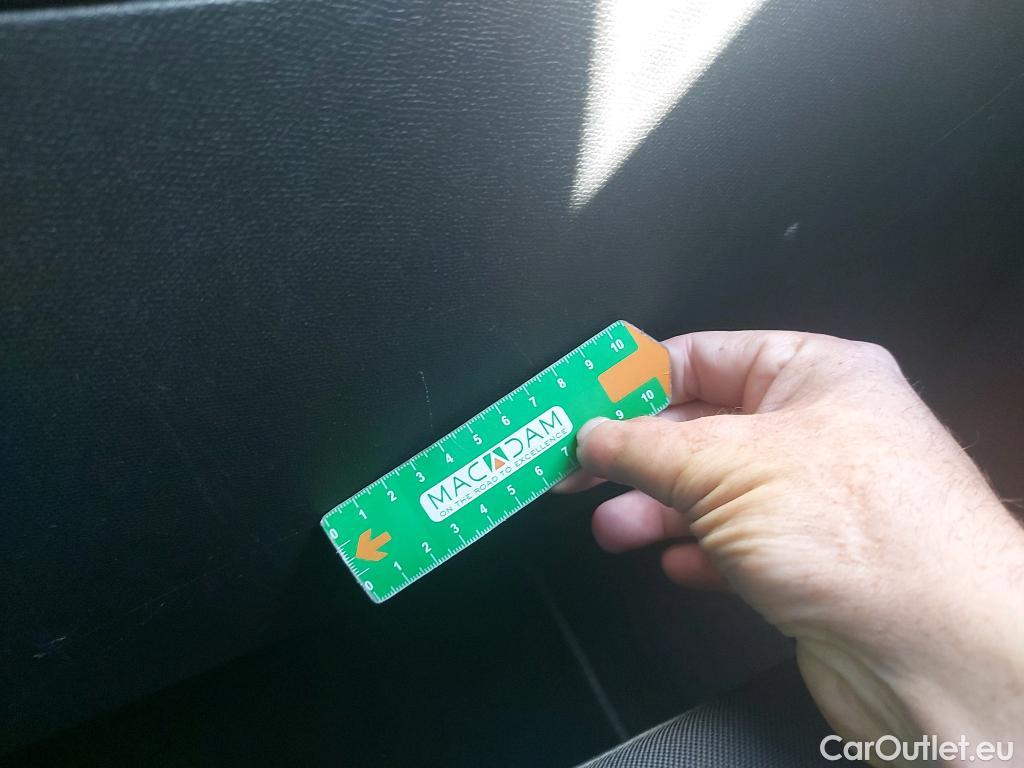 0 1 2 3 4 5 6 7 8 9 10
MACADAM
ON THE ROAD TO EXCELLENCE
0 1 2 3 4 5 6 7 9 10
CarOutlet.eu